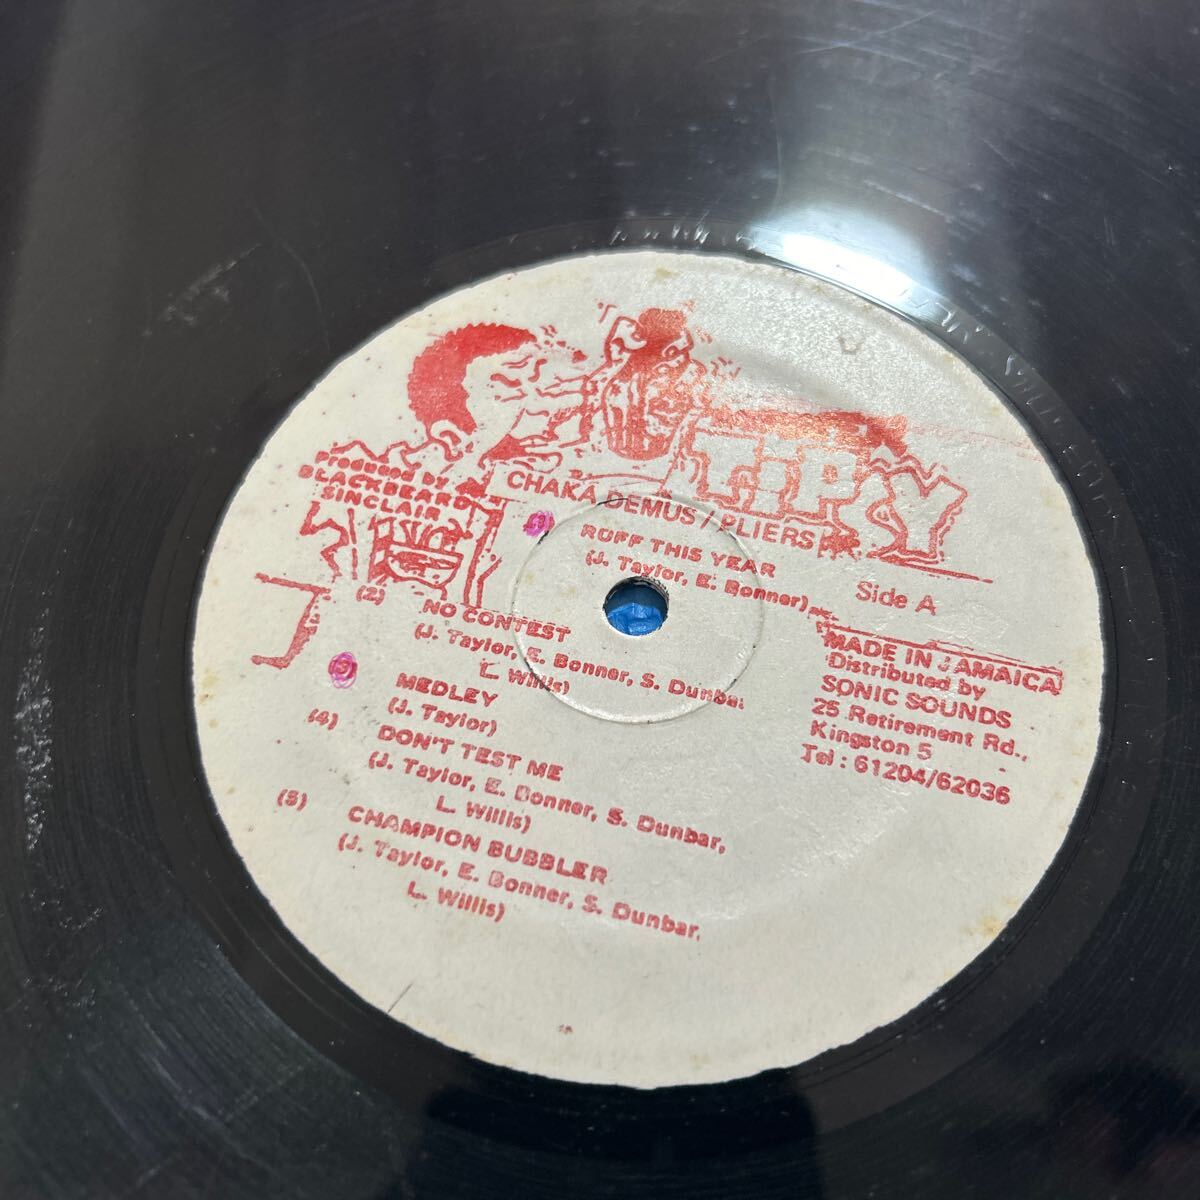 TiPSY
Produced by
BLACKBEARD
SINCLAIR
CHAKA DEMUS / PLIERS
RUFF THIS YEAR
(J. Taylor, E. Bonner)
Side A
(2) NO CONTEST
(J. Taylor, E. Bonner, S. Dunbar
L. Willis)
MEDLEY
(J. Taylor)
(4) DON'T TEST ME
(J. Taylor, E. Bonner, S. Dunbar,
L. Willis)
(5) CHAMPION BUBBLER
(J. Taylor, E. Bonner, S. Dunbar,
L. Willis)
MADE IN JAMAICA
Distributed by
SONIC SOUNDS
25 Retirement Rd.,
Kingston 5
Tel : 61204/62036